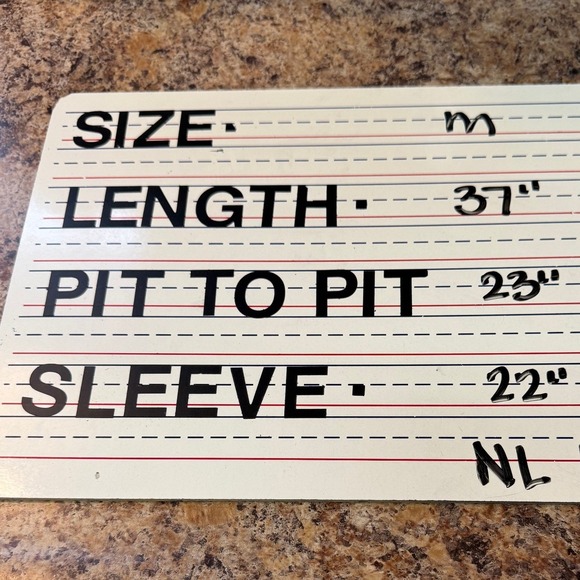 SIZE· m
LENGTH· 37"
PIT TO PIT 23"
SLEEVE· 22"
NL